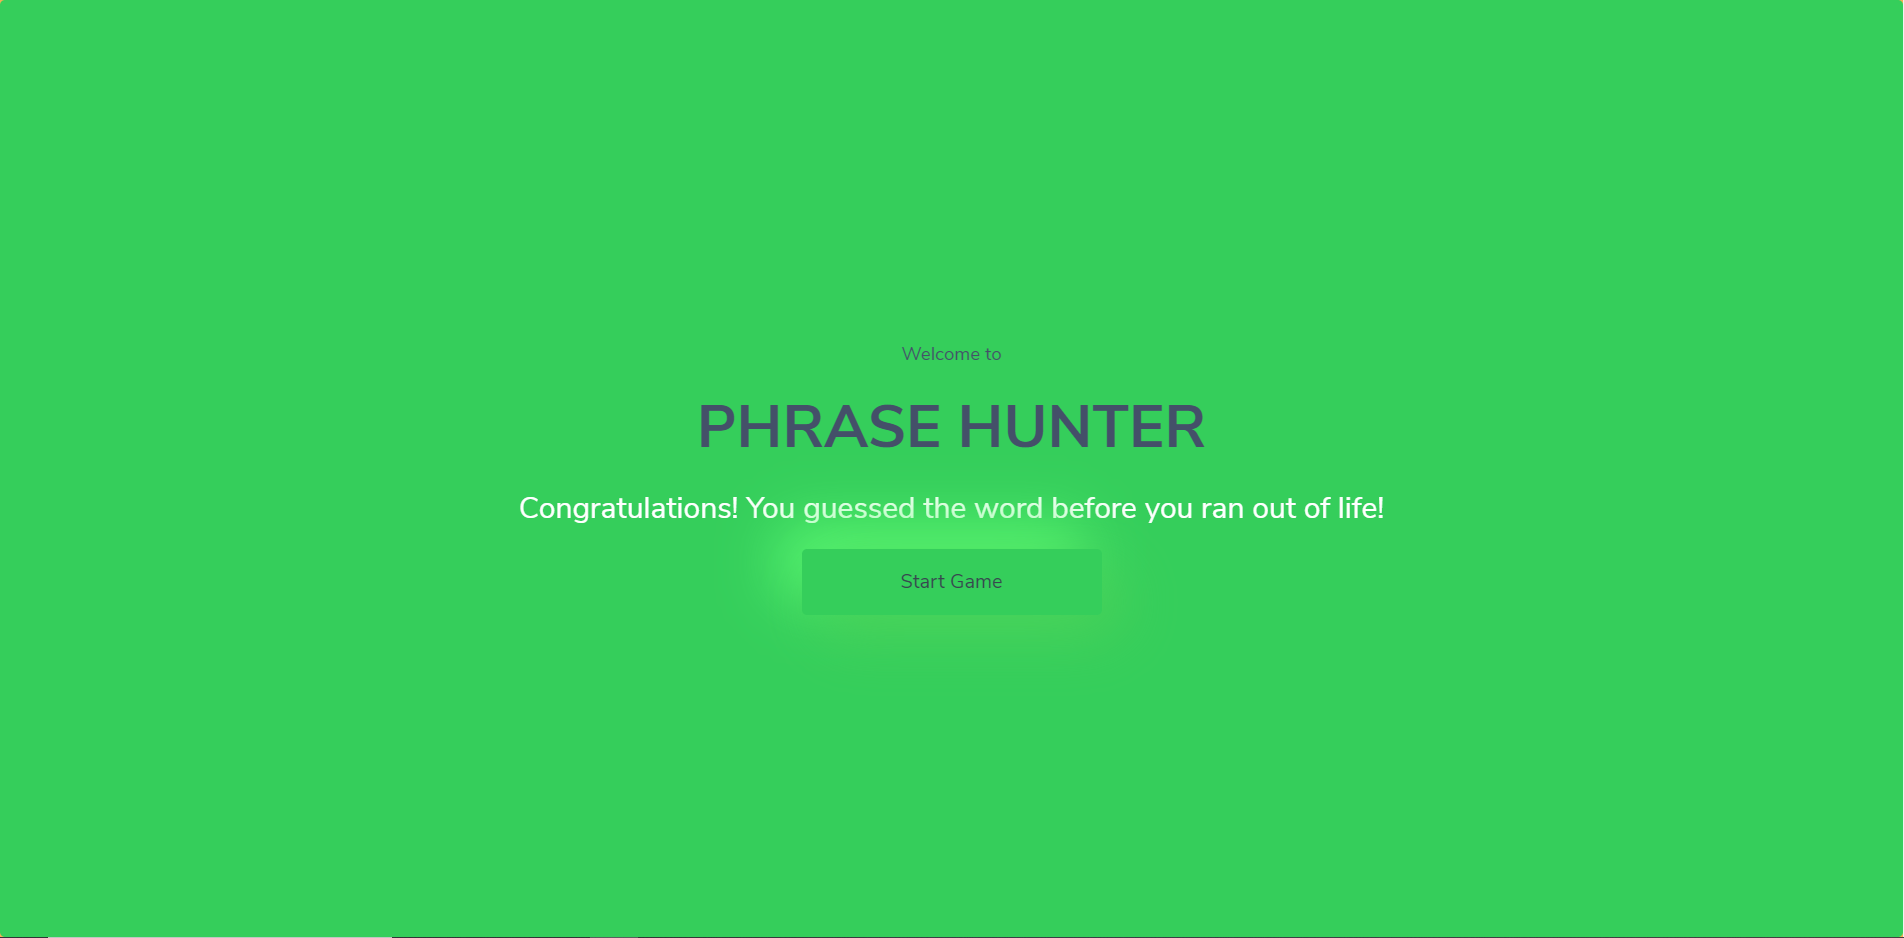 Welcome to
PHRASE HUNTER
Congratulations! You guessed the word before you ran out of life!
Start Game